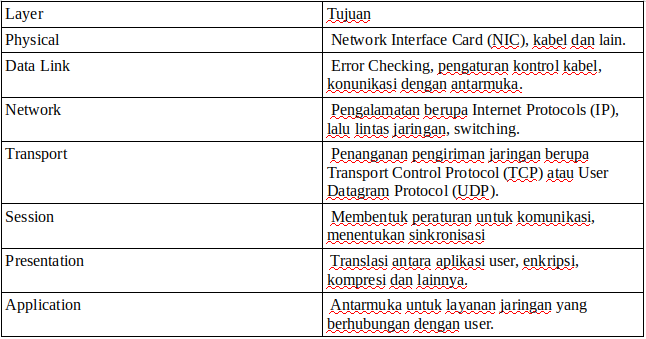 Layer Tujuan
Physical Network Interface Card (NIC), kabel dan lain.
Data Link Error Checking, pengaturan kontrol kabel,
konunikasi dengan antarmuka.
Network Pengalamatan berupa Internet Protocols (IP),
lalu lintas jaringan, switching.
Transport Penanganan pengiriman jaringan berupa
Transport Control Protocol (TCP) atau User
Datagram Protocol (UDP).
Session Membentuk peraturan untuk komunikasi,
menentukan sinkronisasi
Presentation Translasi antara aplikasi user, enkripsi,
kompresi dan lainnya.
Application Antarmuka untuk layanan jaringan yang
berhubungan dengan user.